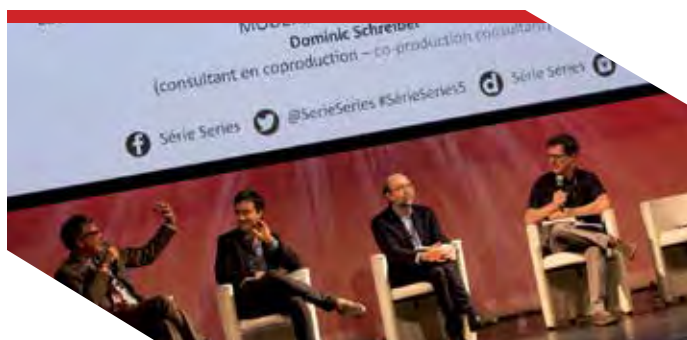 Dominic Schreiber
(consultant en coproduction – co-production consultant)
Série Series @SerieSeries #SérieSeries5 Série Series